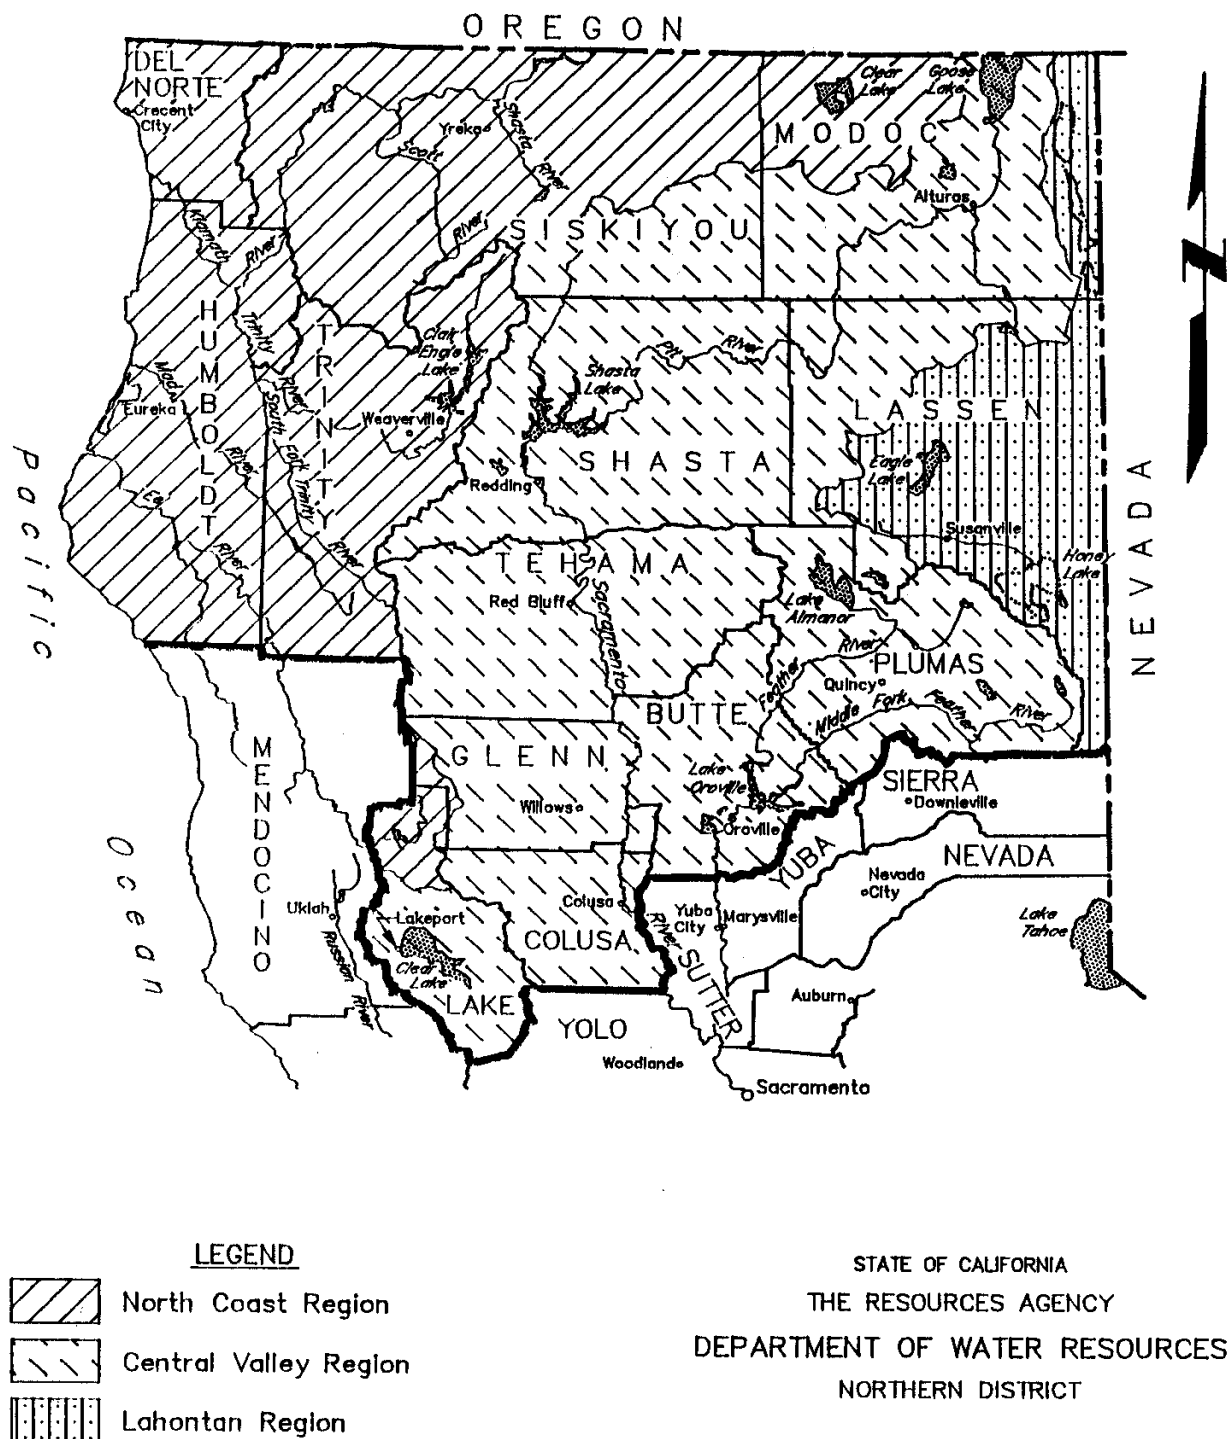 OREGON
DEL
NORTE
Crecent
City
Yreka
Shasta River
Scott
River
Clear
Lake
Goose
Lake
MODOC
Alturas
SISKIYOU
Klamath
River
HUMBOLDT
Trinity
River
TRINITY
Clair
Engle
Lake
Pit River
Shasta
Lake
Mad
River
Eureka
Weaverville
South Fork Trinity
River
LASSEN
Eagle
Lake
SHASTA
Redding
Eel
River
Susanville
Honey
Lake
TEHAMA
Red Bluff
Sacramento
Lake
Almanor
River
Feather
PLUMAS
Quincy
Middle Fork Feather River
BUTTE
GLENN
Lake
Oroville
Willows
Oroville
SIERRA
Downieville
MENDOCINO
YUBA
NEVADA
Nevada
City
Ukiah
Russian
River
Lakeport
Clear
Lake
LAKE
Colusa
COLUSA
River
Yuba
City
Marysville
SUTTER
Lake
Tahoe
Auburn
YOLO
Woodland
Sacramento
Pacific
Ocean
NEVADA
LEGEND
North Coast Region
Central Valley Region
Lahontan Region
STATE OF CALIFORNIA
THE RESOURCES AGENCY
DEPARTMENT OF WATER RESOURCES
NORTHERN DISTRICT